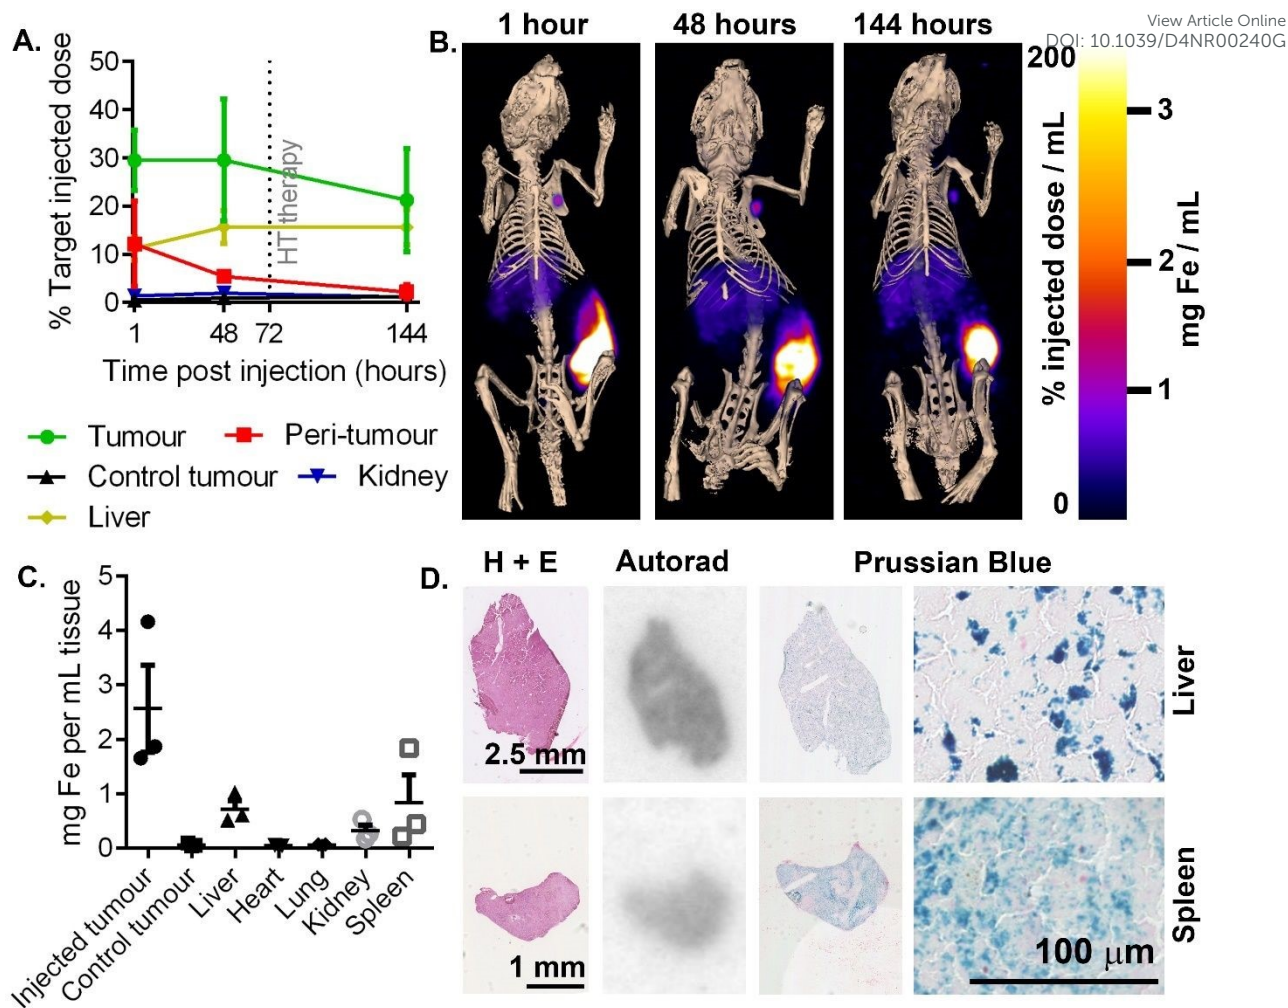 View Article Online
DOI: 10.1039/D4NR00240G
A.
% Target injected dose
50
40
30
20
10
0
HT therapy
1 48 72 144
Time post injection (hours)
Tumour Peri-tumour
Control tumour Kidney
Liver
B.
1 hour 48 hours 144 hours
200
% injected dose / mL
0
3
2
1
mg Fe / mL
C.
mg Fe per mL tissue
5
4
3
2
1
0
Injected tumour
Control tumour
Liver
Heart
Lung
Kidney
Spleen
D.
H + E Autorad Prussian Blue
2.5 mm
Liver
1 mm
100 μm
Spleen